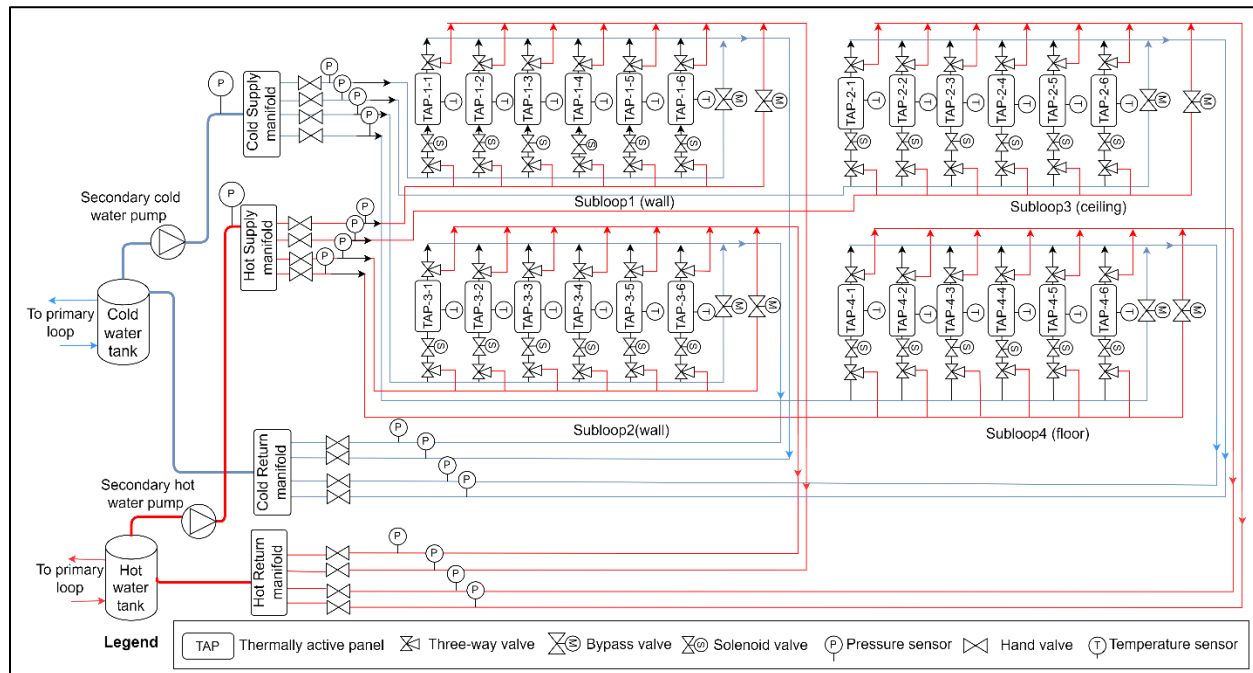 P
P
P
P
P
Cold Supply
manifold
Secondary cold
water pump
To primary
loop
Cold
water
tank
P
P
P
P
P
Hot Supply
manifold
TAP-1-1
T
TAP-1-2
T
TAP-1-3
T
TAP-1-4
T
TAP-1-5
T
TAP-1-6
T
M
M
S
S
S
S
S
S
Subloop1 (wall)
TAP-2-1
T
TAP-2-2
T
TAP-2-3
T
TAP-2-4
T
TAP-2-5
T
TAP-2-6
T
M
M
S
S
S
S
S
S
Subloop3 (ceiling)
TAP-3-1
T
TAP-3-2
T
TAP-3-3
T
TAP-3-4
T
TAP-3-5
T
TAP-3-6
T
M
M
S
S
S
S
S
S
Subloop2(wall)
TAP-4-1
T
TAP-4-2
T
TAP-4-3
T
TAP-4-4
T
TAP-4-5
T
TAP-4-6
T
M
M
S
S
S
S
S
S
Subloop4 (floor)
Cold Return
manifold
P
P
P
P
Secondary hot
water pump
To primary
loop
Hot
water
tank
Hot Return
manifold
P
P
P
P
Legend
TAP Thermally active panel
Three-way valve
M Bypass valve
S Solenoid valve
P Pressure sensor
Hand valve
T Temperature sensor